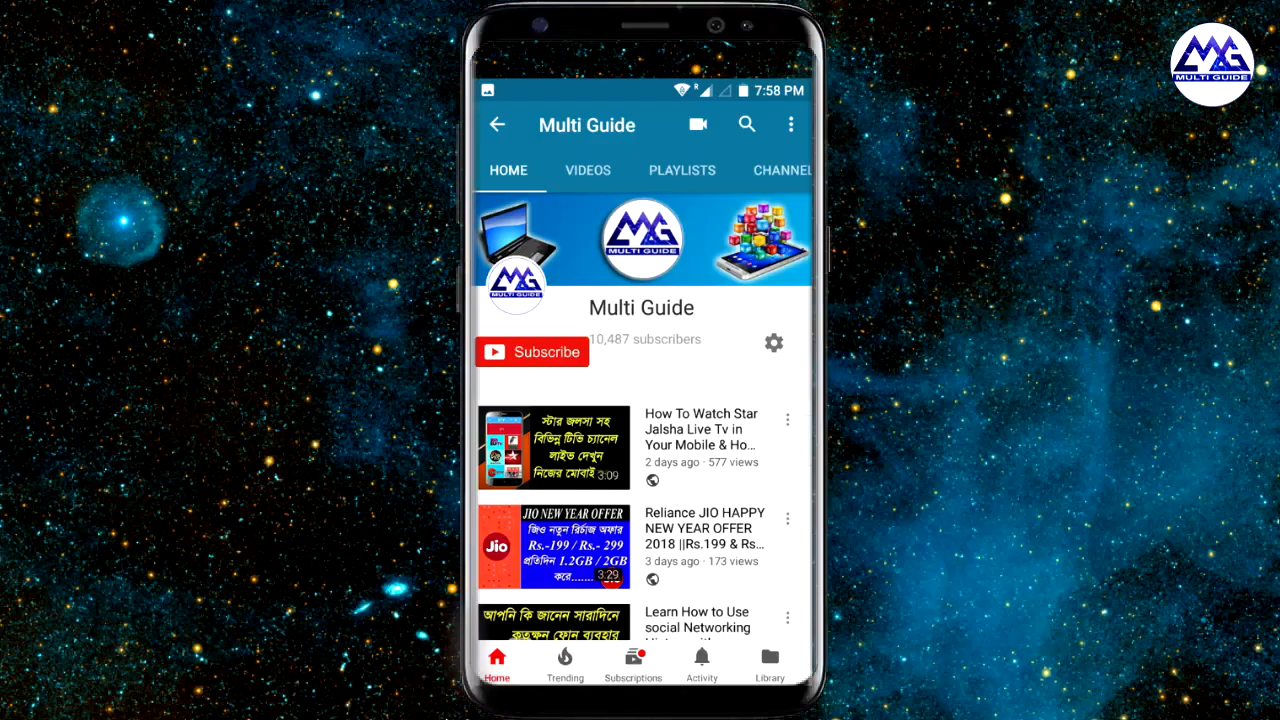 MULTI GUIDE
R 7:58 PM
Multi Guide
HOME VIDEOS PLAYLISTS CHANNEL
MULTI GUIDE
MULTI GUIDE
Multi Guide
10,487 subscribers
Subscribe
স্টার জলসা সহ
বিভিন্ন টিভি চ্যানেল
লাইভ দেখুন
নিজের মোবাই
3:09
How To Watch Star
Jalsha Live Tv in
Your Mobile & Ho...
2 days ago · 577 views
Jio
JIO NEW YEAR OFFER
জিও নতুন রির্চাজ অফার
Rs.-199 / Rs.- 299
প্রতিদিন 1.2GB / 2GB
করে.......
3:29
Reliance JIO HAPPY
NEW YEAR OFFER
2018 ||Rs.199 & Rs...
3 days ago · 173 views
আপনি কি জানেন সারাদিনে
কতক্ষন ফোন ব্যবহার
Learn How to Use
social Networking
Home Trending Subscriptions Activity Library